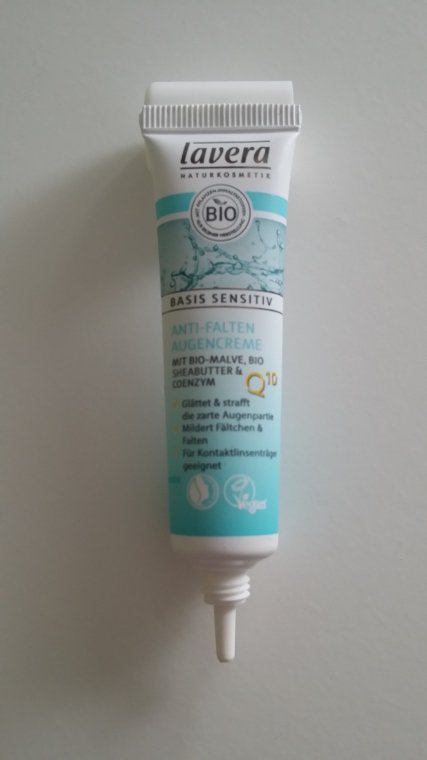 lavera
NATURKOSMETIK
BIO
BASIS SENSITIV
ANTI-FALTEN
AUGENCREME
MIT BIO-MALVE, BIO
SHEABUTTER &
COENZYM
Q10
Glättet & strafft
die zarte Augenpartie
Mildert Fältchen &
Falten
Für Kontaktlinsenträger
geeignet
Vegan